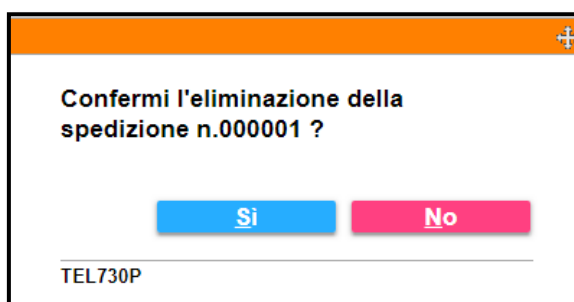 Confermi l'eliminazione della
spedizione n.000001 ?
Sì No
TEL730P